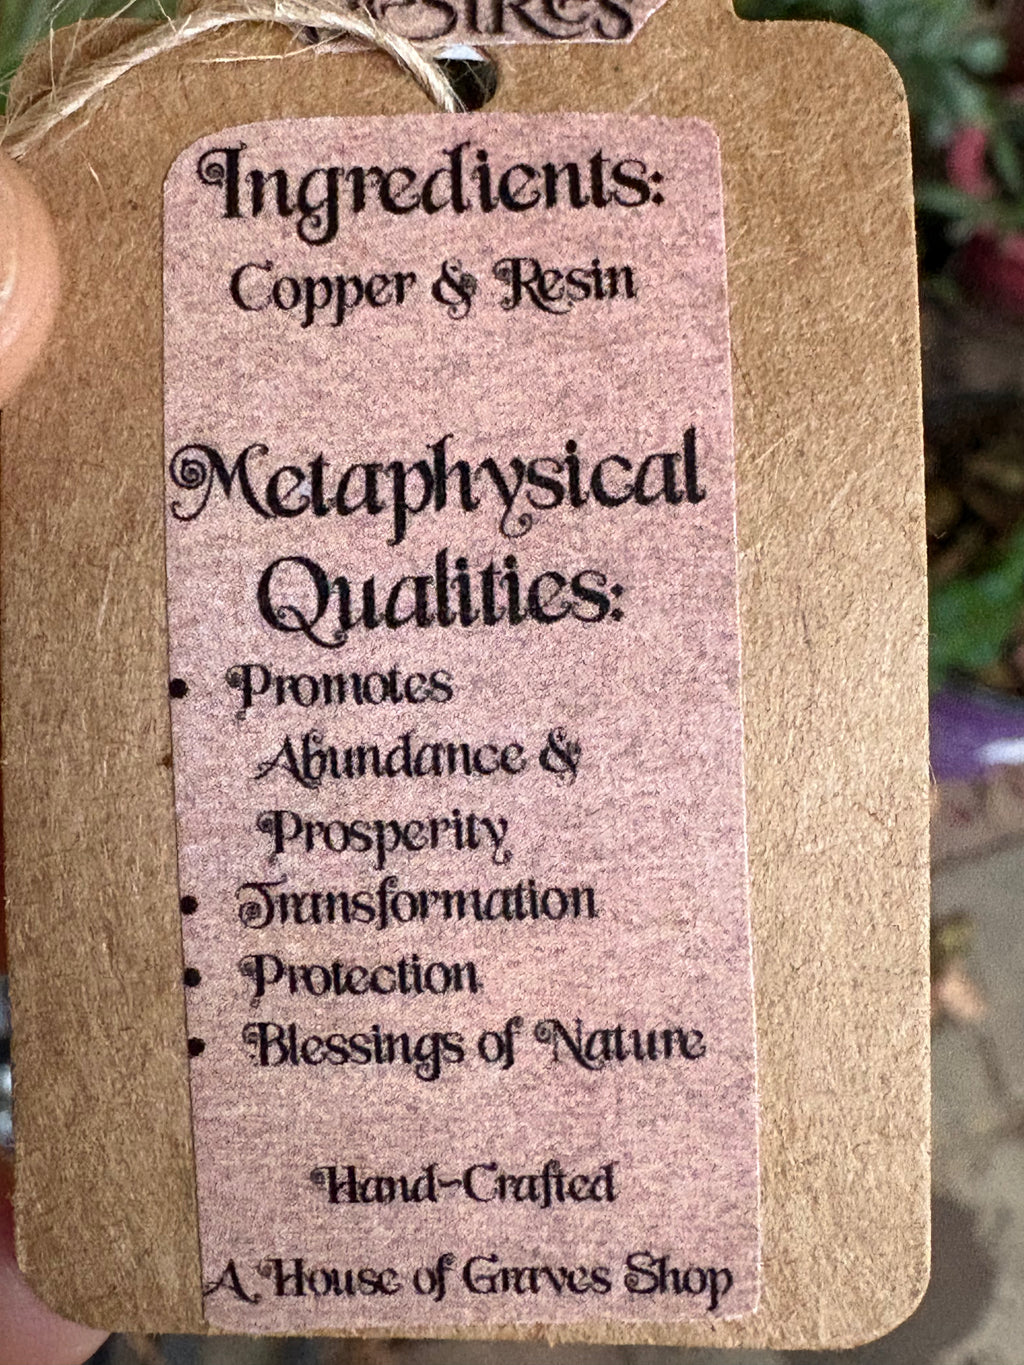 Ingredients:
Copper & Resin
Metaphysical
Qualities:
• Promotes
Abundance &
Prosperity
• Transformation
• Protection
• Blessings of Nature
Hand-Crafted
A House of Graves Shop